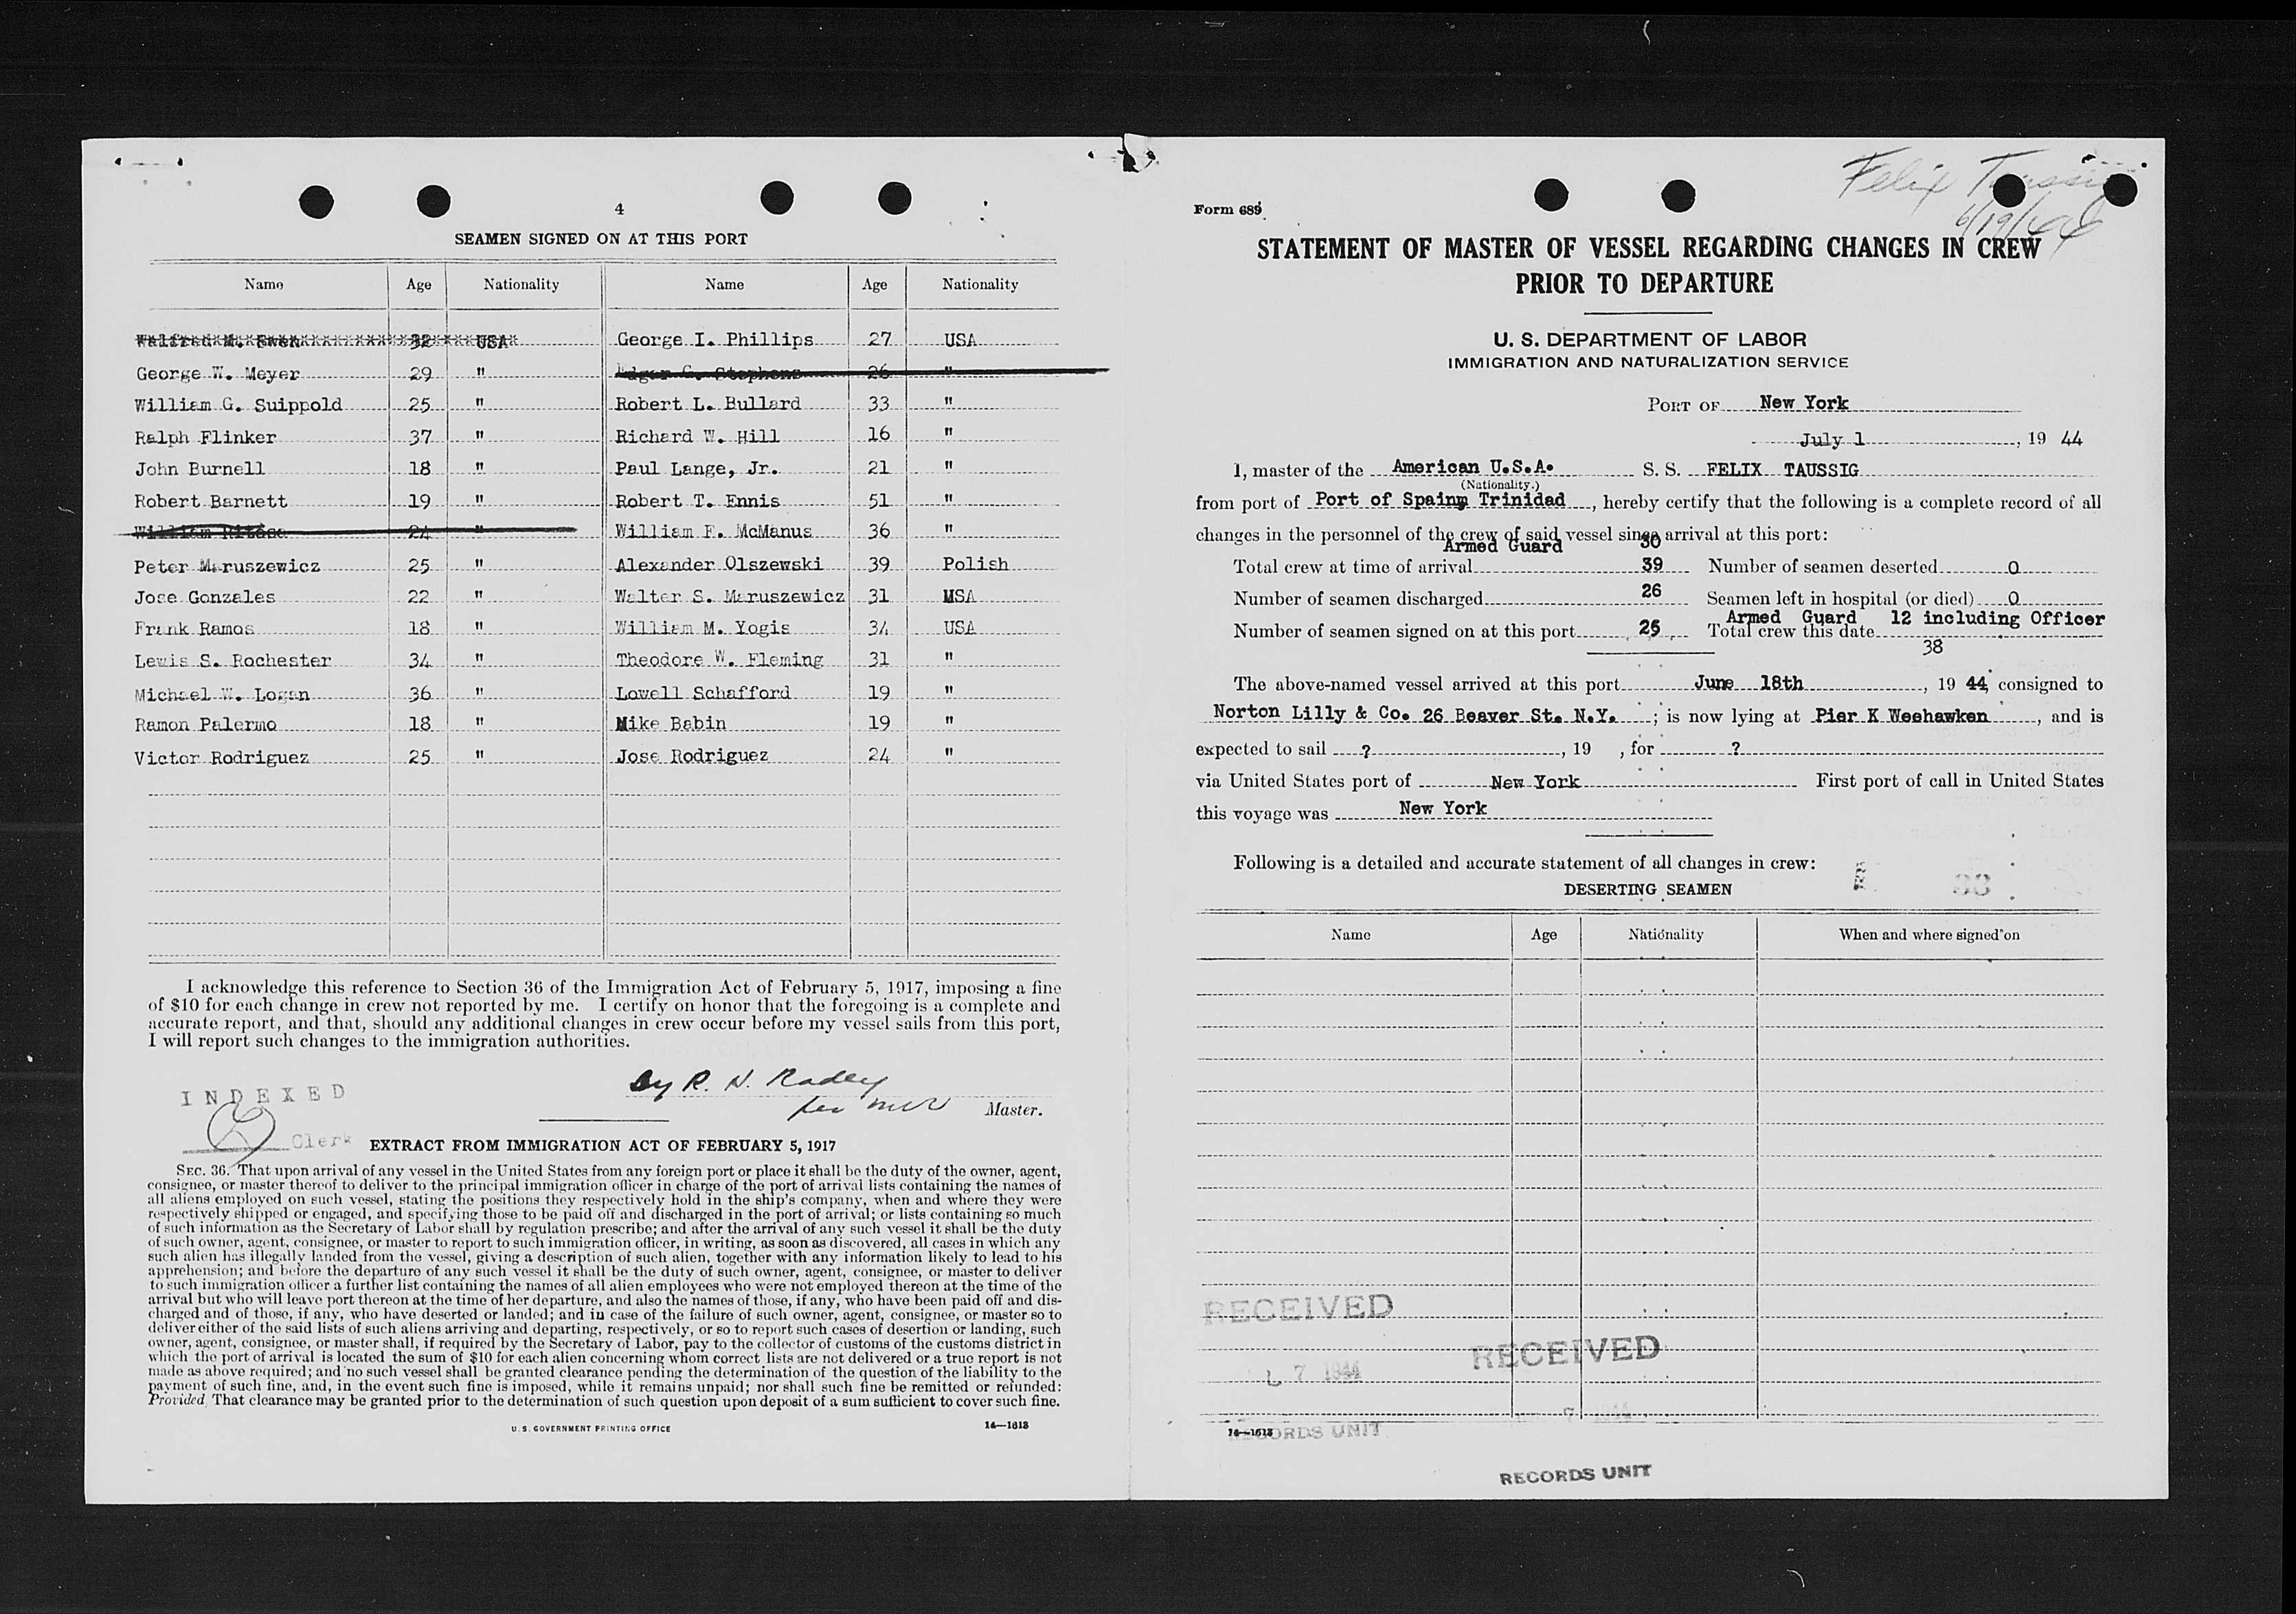 4
SEAMEN SIGNED ON AT THIS PORT
Name Age Nationality Name Age Nationality
Walfred M. Ewen 32 USA George I. Phillips 27 USA
George W. Meyer 29 " Edgar G. Stephens 26 "
William G. Suippold 25 " Robert L. Bullard 33 "
Ralph Flinker 37 " Richard W. Hill 16 "
John Burnell 18 " Paul Lange, Jr. 21 "
Robert Barnett 19 " Robert T. Ennis 51 "
William 24 " William F. McManus 36 "
Peter Maruszewicz 25 " Alexander Olszewski 39 Polish
Jose Gonzales 22 " Walter S. Maruszewicz 31 USA
Frank Ramos 18 " William M. Yogis 34 USA
Lewis S. Rochester 34 " Theodore W. Fleming 31 "
Michael W. Logan 36 " Lowell Schafford 19 "
Ramon Palermo 18 " Mike Babin 19 "
Victor Rodriguez 25 " Jose Rodriguez 24 "
I acknowledge this reference to Section 36 of the Immigration Act of February 5, 1917, imposing a fine
of $10 for each change in crew not reported by me. I certify on honor that the foregoing is a complete and
accurate report, and that, should any additional changes in crew occur before my vessel sails from this port,
I will report such changes to the immigration authorities.
By R. N. Radley
Master.
INDEXED
Clerk
EXTRACT FROM IMMIGRATION ACT OF FEBRUARY 5, 1917
SEC. 36. That upon arrival of any vessel in the United States from any foreign port or place it shall be the duty of the owner, agent,
consignee, or master thereof to deliver to the principal immigration officer in charge of the port of arrival lists containing the names of
all aliens employed on such vessel, stating the positions they respectively hold in the ship's company, when and where they were
respectively shipped or engaged, and specifying those to be paid off and discharged in the port of arrival; or lists containing so much
of such information as the Secretary of Labor shall by regulation prescribe; and after the arrival of any such vessel it shall be the duty
of such owner, agent, consignee, or master to report to such immigration officer, in writing, as soon as discovered, all cases in which any
such alien has illegally landed from the vessel, giving a description of such alien, together with any information likely to lead to his
apprehension; and before the departure of any such vessel it shall be the duty of such owner, agent, consignee, or master to deliver
to such immigration officer a further list containing the names of all alien employees who were not employed thereon at the time of the
arrival but who will leave port thereon at the time of her departure, and also the names of those, if any, who have been paid off and dis-
charged and of those, if any, who have deserted or landed; and in case of the failure of such owner, agent, consignee, or master so to
deliver either of the said lists of such aliens arriving and departing, respectively, or so to report such cases of desertion or landing, such
owner, agent, consignee, or master shall, if required by the Secretary of Labor, pay to the collector of customs of the customs district in
which the port of arrival is located the sum of $10 for each alien concerning whom correct lists are not delivered or a true report is not
made as above required; and no such vessel shall be granted clearance pending the determination of the question of the liability to the
payment of such fine, and, in the event such fine is imposed, while it remains unpaid; nor shall such fine be remitted or refunded:
Provided, That clearance may be granted prior to the determination of such question upon deposit of a sum sufficient to cover such fine.
U. S. GOVERNMENT PRINTING OFFICE 14—1613
Felix Taussig
6/19/44
Form 689
STATEMENT OF MASTER OF VESSEL REGARDING CHANGES IN CREW
PRIOR TO DEPARTURE
U. S. DEPARTMENT OF LABOR
IMMIGRATION AND NATURALIZATION SERVICE
PORT OF New York
July 1, 19 44
I, master of the American U.S.A. S. S. FELIX TAUSSIG
(Nationality.)
from port of Port of Spain, Trinidad, hereby certify that the following is a complete record of all
changes in the personnel of the crew of said vessel since arrival at this port:
Armed Guard 30
Total crew at time of arrival 39 Number of seamen deserted 0
Number of seamen discharged 26 Seamen left in hospital (or died) 0
Armed Guard 12 including Officer
Number of seamen signed on at this port 25 Total crew this date
38
The above-named vessel arrived at this port June 18th, 19 44, consigned to
Norton Lilly & Co. 26 Beaver St. N.Y.; is now lying at Pier K Weehawken, and is
expected to sail ?, 19 , for ?
via United States port of New York First port of call in United States
this voyage was New York
Following is a detailed and accurate statement of all changes in crew:
33
DESERTING SEAMEN
Name Age Nationality When and where signed on
RECEIVED
RECEIVED
7 1944
14—1613
RECORDS UNIT
RECORDS UNIT